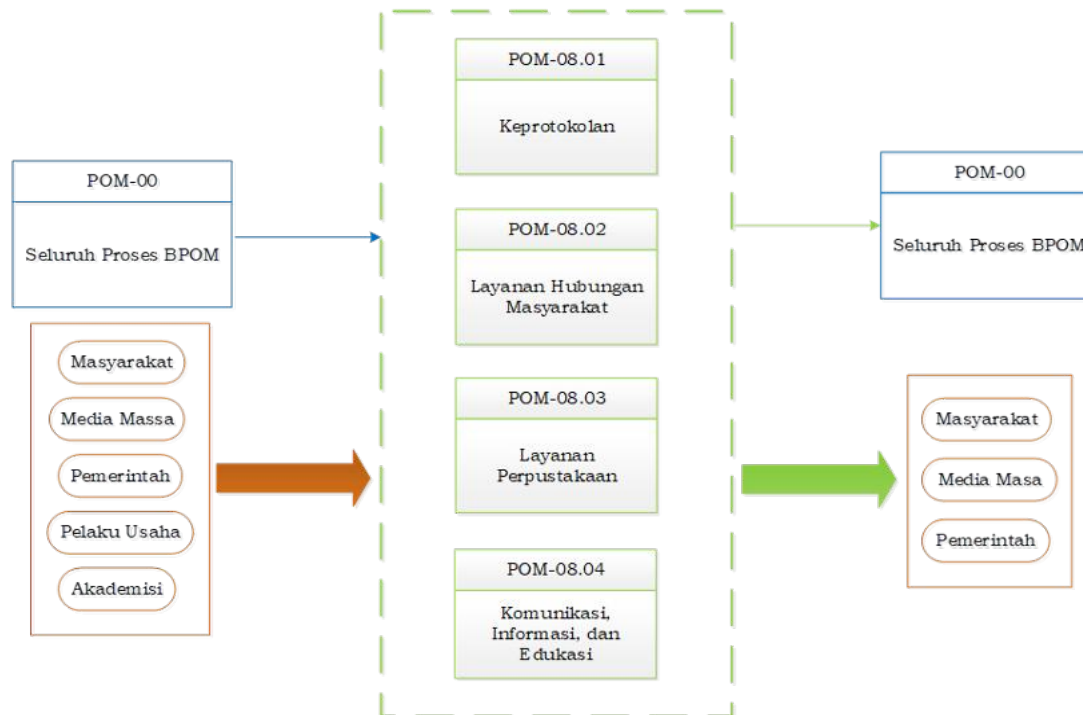 POM-00
Seluruh Proses BPOM
Masyarakat
Media Massa
Pemerintah
Pelaku Usaha
Akademisi
POM-08.01
Keprotokolan
POM-08.02
Layanan Hubungan
Masyarakat
POM-08.03
Layanan
Perpustakaan
POM-08.04
Komunikasi,
Informasi, dan
Edukasi
POM-00
Seluruh Proses BPOM
Masyarakat
Media Masa
Pemerintah